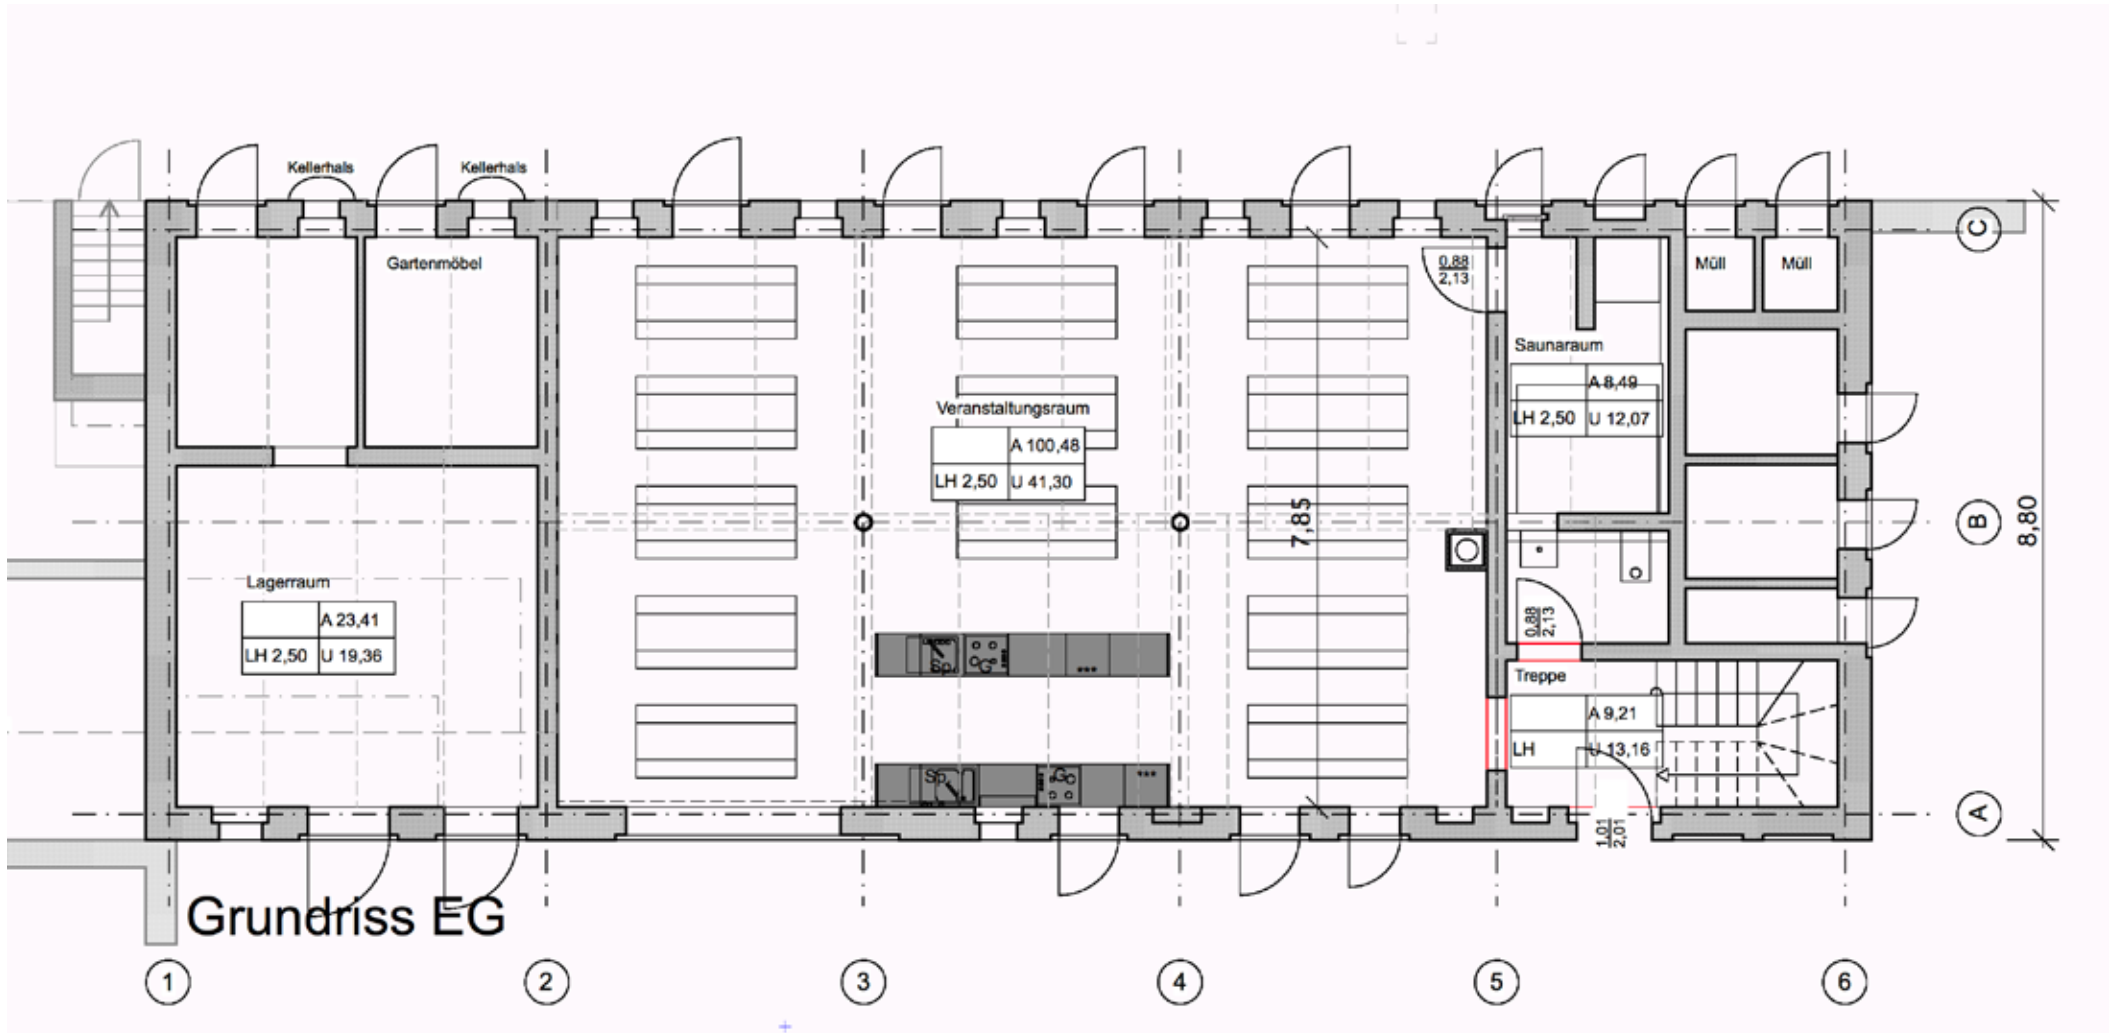 Kellerhals
Kellerhals
Gartenmöbel
0,88
2,13
Müll
Müll
C
Saunaraum
A 8,49
LH 2,50
U 12,07
Veranstaltungsraum
A 100,48
LH 2,50
U 41,30
7,85
B
8,80
Lagerraum
A 23,41
LH 2,50
U 19,36
Sp.
G
0,88
2,13
Treppe
A 9,21
LH
U 13,16
Sp.
G
***
***
A
1,01
2,01
Grundriss EG
1
2
3
4
5
6